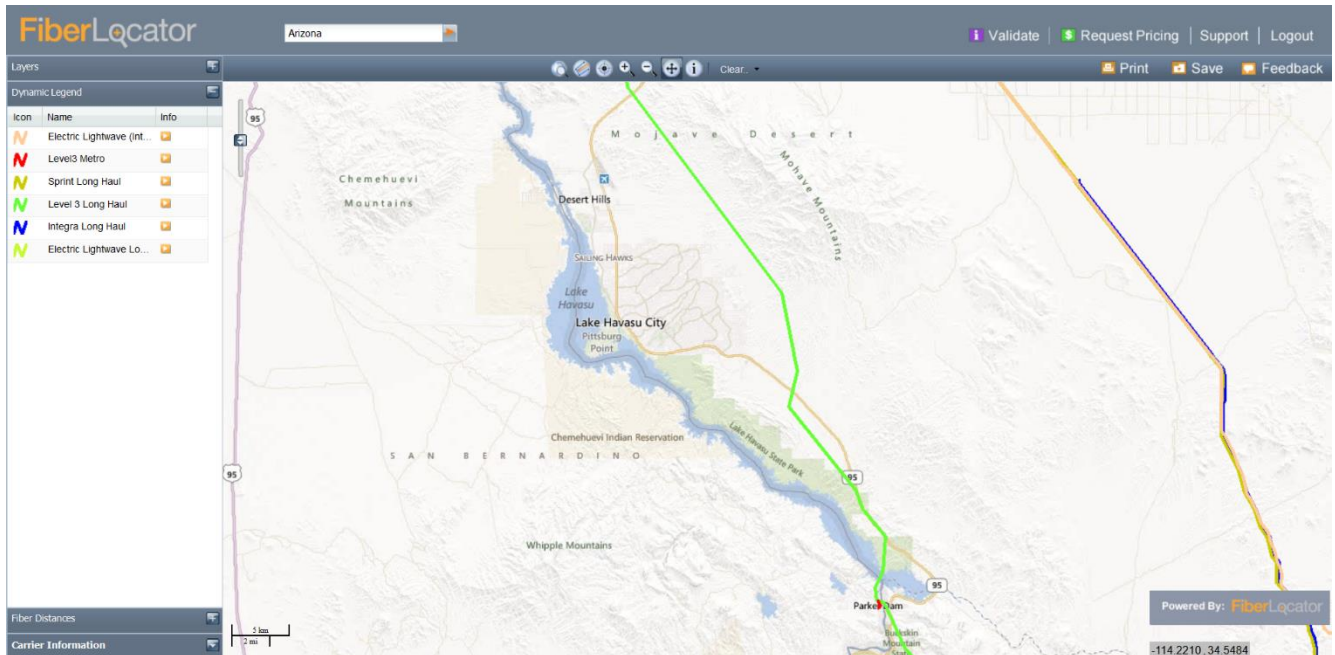 FiberLocator
Arizona
Validate
Request Pricing
Support
Logout
Layers
Clear..
Print
Save
Feedback
Dynamic Legend
Icon Name Info
Electric Lightwave (Int...
Level3 Metro
Sprint Long Haul
Level 3 Long Haul
Integra Long Haul
Electric Lightwave Lo...
95
Mojave Desert
Mohave Mountains
Chemehuevi
Mountains
Desert Hills
SAILING HAWKS
Lake
Havasu
Lake Havasu City
Pittsburg
Point
Chemehuevi Indian Reservation
Lake Havasu State Park
SAN BERNARDINO
95
95
Whipple Mountains
95
Parker Dam
Buckskin
Mountain
State
Fiber Distances
Carrier Information
5 km
2 mi
Powered By: FiberLocator
-114.2210 , 34.5484